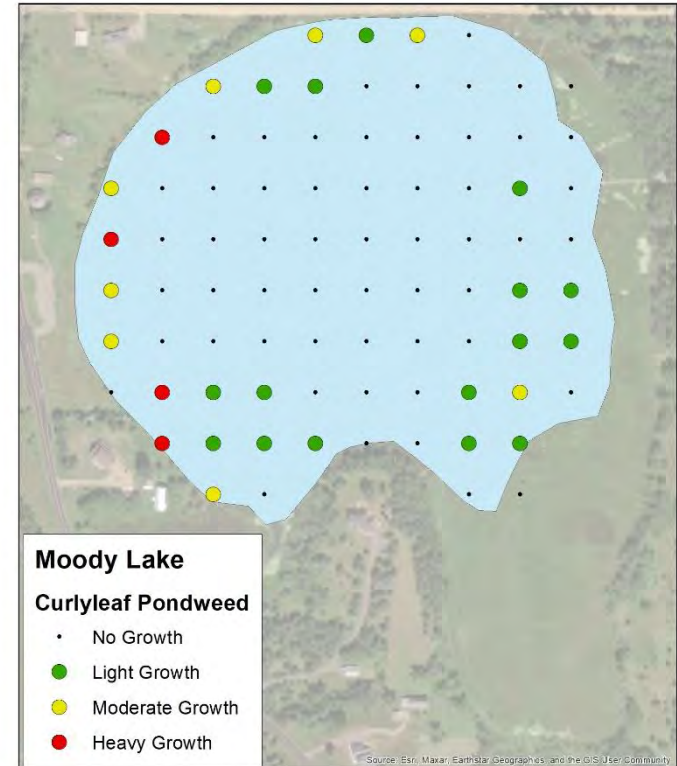 Moody Lake
Curlyleaf Pondweed
No Growth
Light Growth
Moderate Growth
Heavy Growth
Source: Esri, Maxar, Earthstar Geographics, and the GIS User Community